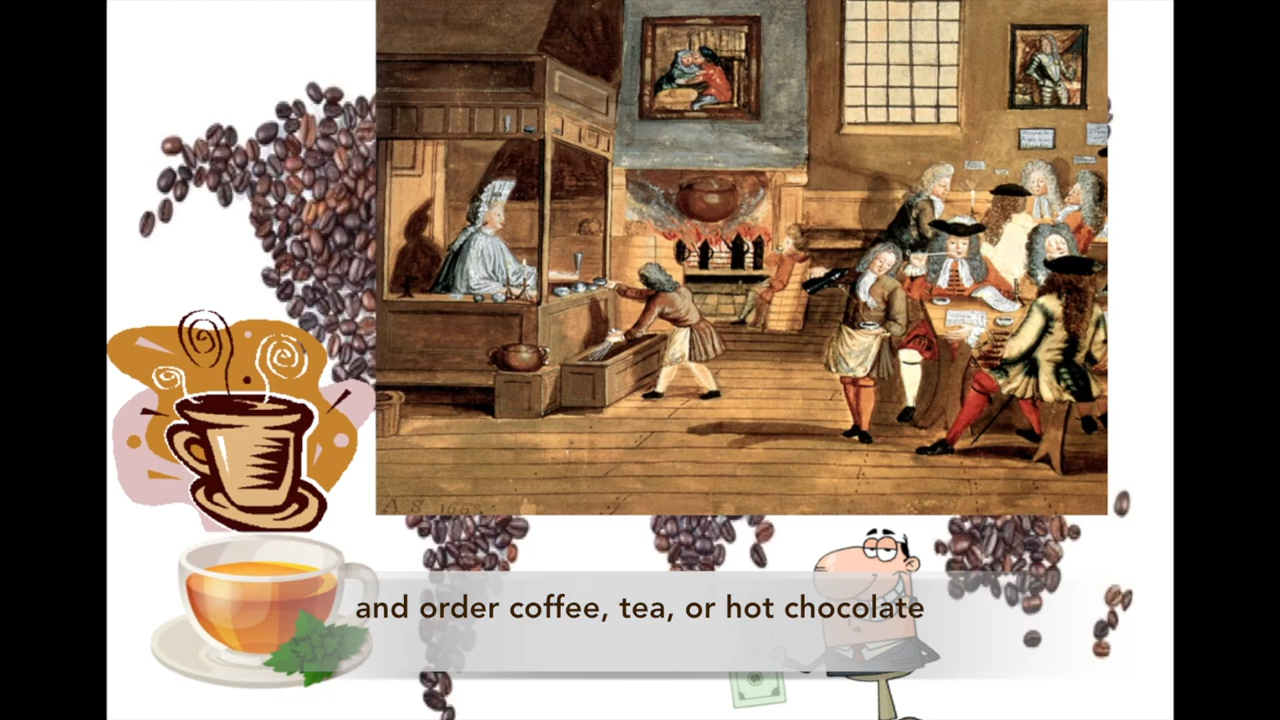 and order coffee, tea, or hot chocolate